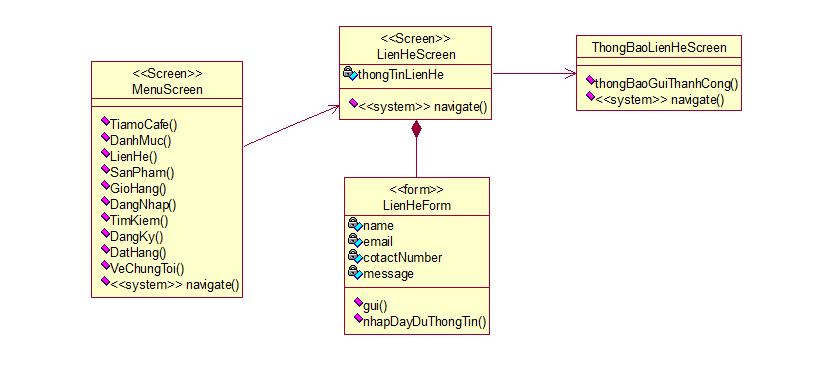 <<Screen>>
MenuScreen
TiamoCafe()
DanhMuc()
LienHe()
SanPham()
GioHang()
DangNhap()
TimKiem()
DangKy()
DatHang()
VeChungToi()
<<system>> navigate()
<<Screen>>
LienHeScreen
thongTinLienHe
<<system>> navigate()
<<form>>
LienHeForm
name
email
cotactNumber
message
gui()
nhapDayDuThongTin()
ThongBaoLienHeScreen
thongBaoGuiThanhCong()
<<system>> navigate()